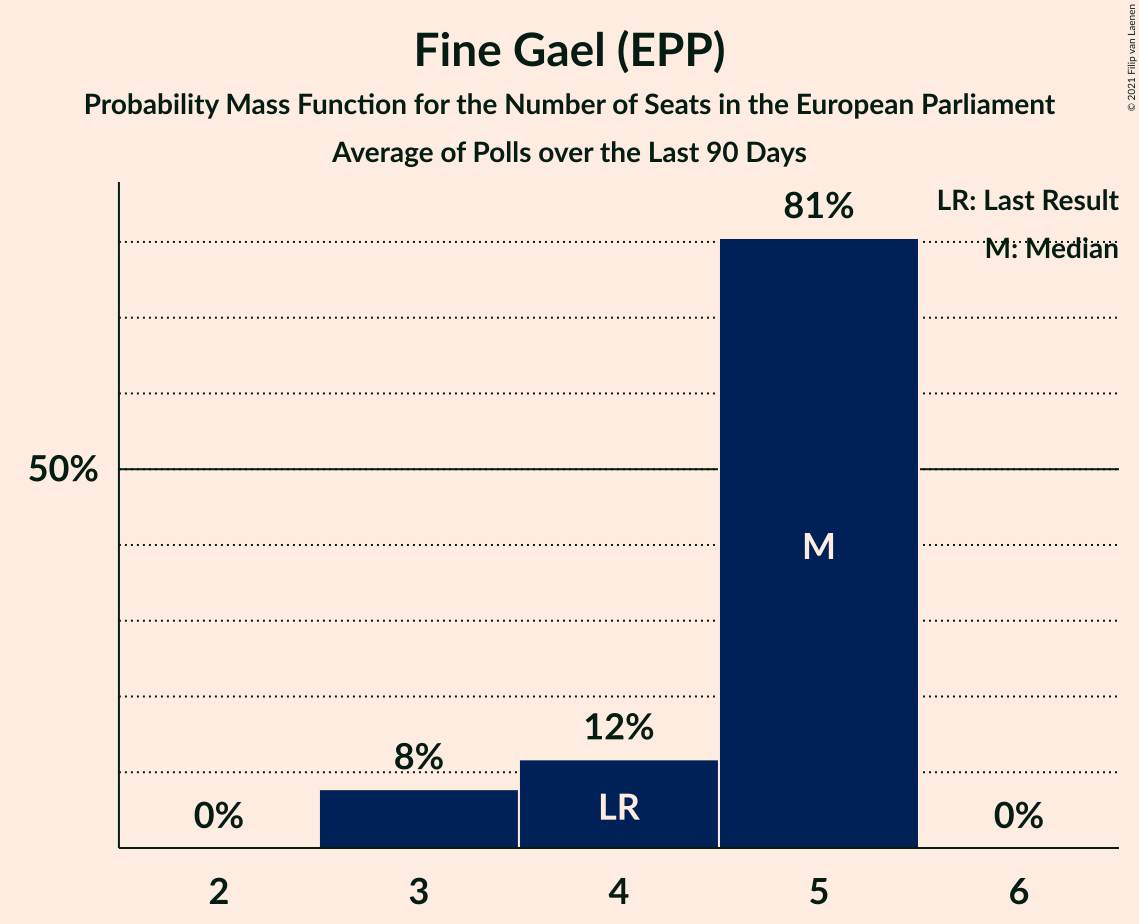 Fine Gael (EPP)
Probability Mass Function for the Number of Seats in the European Parliament
Average of Polls over the Last 90 Days
© 2021 Filip van Laenen
LR: Last Result
M: Median
81%
50%
M
12%
8%
LR
0%
0%
2
3
4
5
6